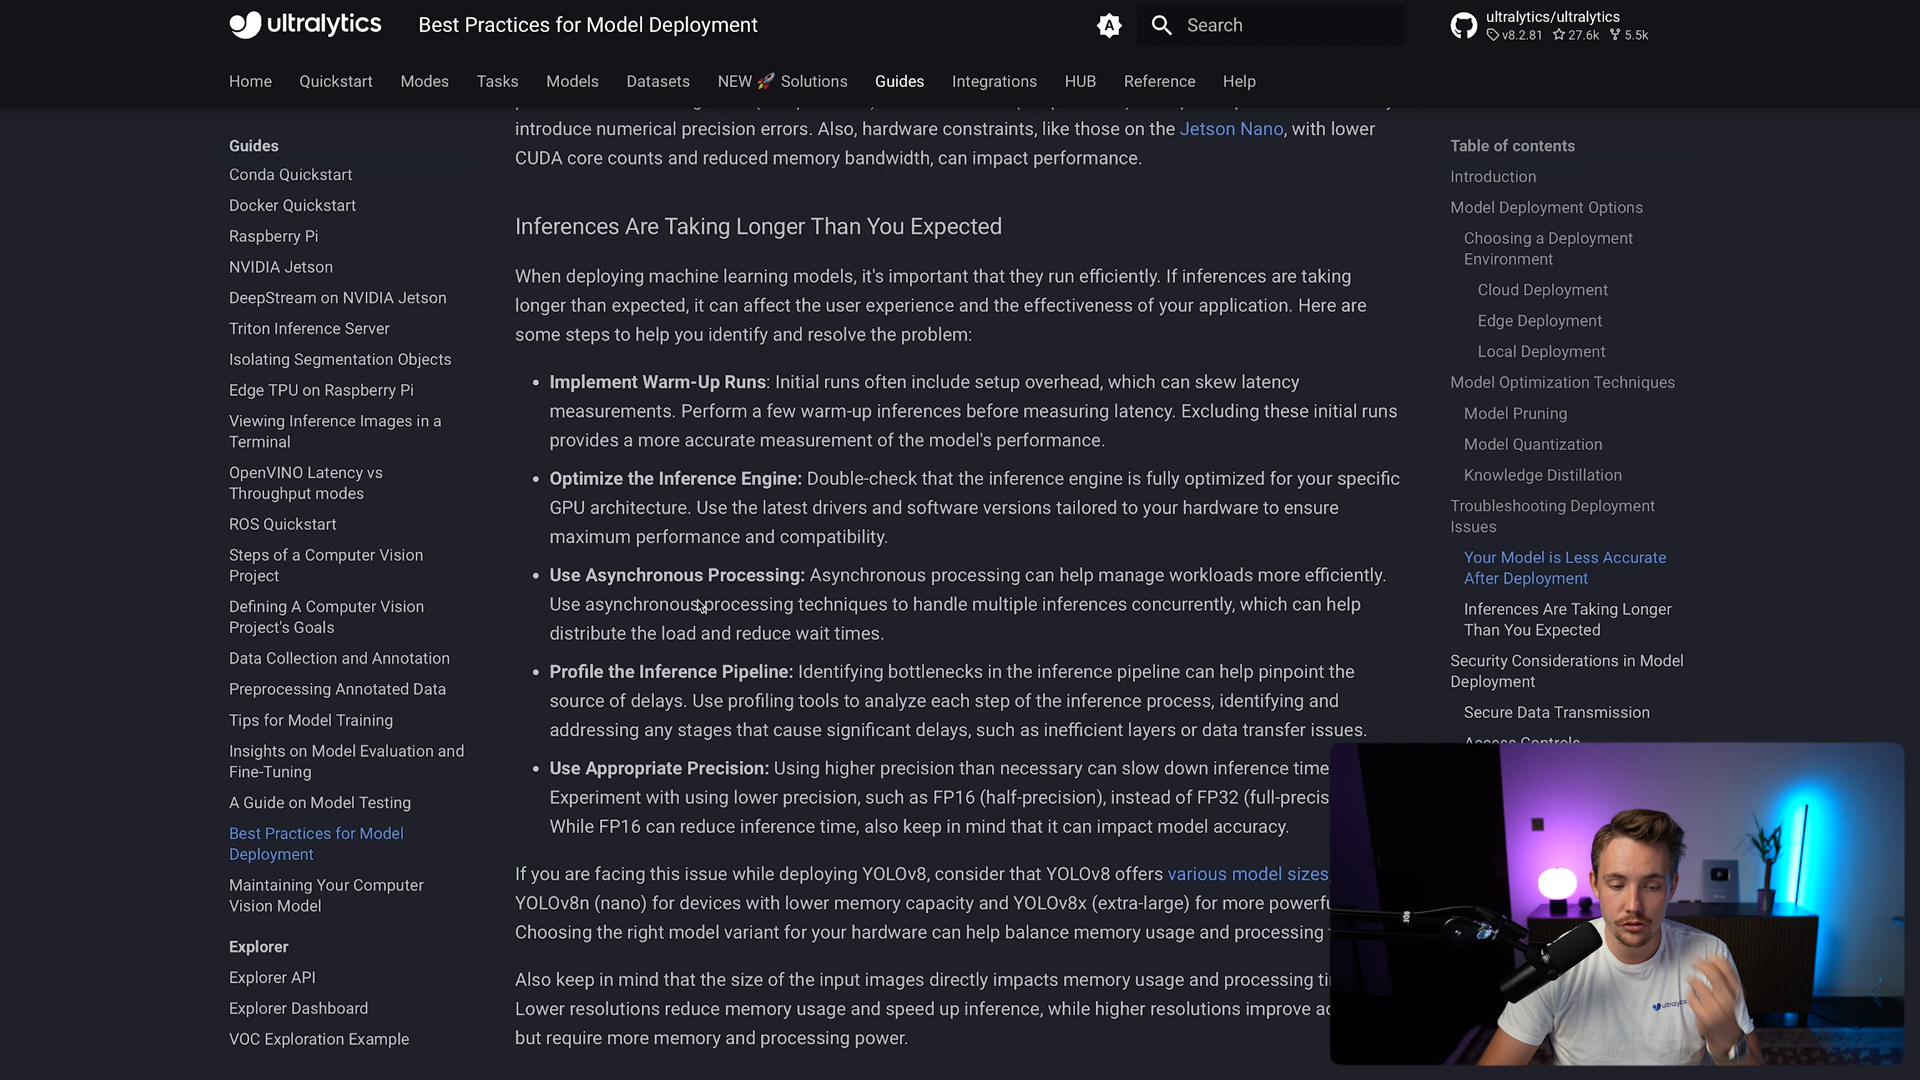 ultralytics
Best Practices for Model Deployment
Search
ultralytics/ultralytics
v8.2.81 27.6k 5.5k
Home Quickstart Modes Tasks Models Datasets NEW 🚀 Solutions Guides Integrations HUB Reference Help
Guides
Conda Quickstart
Docker Quickstart
Raspberry Pi
NVIDIA Jetson
DeepStream on NVIDIA Jetson
Triton Inference Server
Isolating Segmentation Objects
Edge TPU on Raspberry Pi
Viewing Inference Images in a
Terminal
OpenVINO Latency vs
Throughput modes
ROS Quickstart
Steps of a Computer Vision
Project
Defining A Computer Vision
Project's Goals
Data Collection and Annotation
Preprocessing Annotated Data
Tips for Model Training
Insights on Model Evaluation and
Fine-Tuning
A Guide on Model Testing
Best Practices for Model
Deployment
Maintaining Your Computer
Vision Model
Explorer
Explorer API
Explorer Dashboard
VOC Exploration Example
introduce numerical precision errors. Also, hardware constraints, like those on the Jetson Nano, with lower
CUDA core counts and reduced memory bandwidth, can impact performance.
Inferences Are Taking Longer Than You Expected
When deploying machine learning models, it's important that they run efficiently. If inferences are taking
longer than expected, it can affect the user experience and the effectiveness of your application. Here are
some steps to help you identify and resolve the problem:
• Implement Warm-Up Runs: Initial runs often include setup overhead, which can skew latency
measurements. Perform a few warm-up inferences before measuring latency. Excluding these initial runs
provides a more accurate measurement of the model's performance.
• Optimize the Inference Engine: Double-check that the inference engine is fully optimized for your specific
GPU architecture. Use the latest drivers and software versions tailored to your hardware to ensure
maximum performance and compatibility.
• Use Asynchronous Processing: Asynchronous processing can help manage workloads more efficiently.
Use asynchronous processing techniques to handle multiple inferences concurrently, which can help
distribute the load and reduce wait times.
• Profile the Inference Pipeline: Identifying bottlenecks in the inference pipeline can help pinpoint the
source of delays. Use profiling tools to analyze each step of the inference process, identifying and
addressing any stages that cause significant delays, such as inefficient layers or data transfer issues.
• Use Appropriate Precision: Using higher precision than necessary can slow down inference time
Experiment with using lower precision, such as FP16 (half-precision), instead of FP32 (full-precis
While FP16 can reduce inference time, also keep in mind that it can impact model accuracy.
If you are facing this issue while deploying YOLOv8, consider that YOLOv8 offers various model sizes,
YOLOv8n (nano) for devices with lower memory capacity and YOLOv8x (extra-large) for more powerfu
Choosing the right model variant for your hardware can help balance memory usage and processing
Also keep in mind that the size of the input images directly impacts memory usage and processing ti
Lower resolutions reduce memory usage and speed up inference, while higher resolutions improve ac
but require more memory and processing power.
Table of contents
Introduction
Model Deployment Options
Choosing a Deployment
Environment
Cloud Deployment
Edge Deployment
Local Deployment
Model Optimization Techniques
Model Pruning
Model Quantization
Knowledge Distillation
Troubleshooting Deployment
Issues
Your Model is Less Accurate
After Deployment
Inferences Are Taking Longer
Than You Expected
Security Considerations in Model
Deployment
Secure Data Transmission
Access Controls
ultralytics